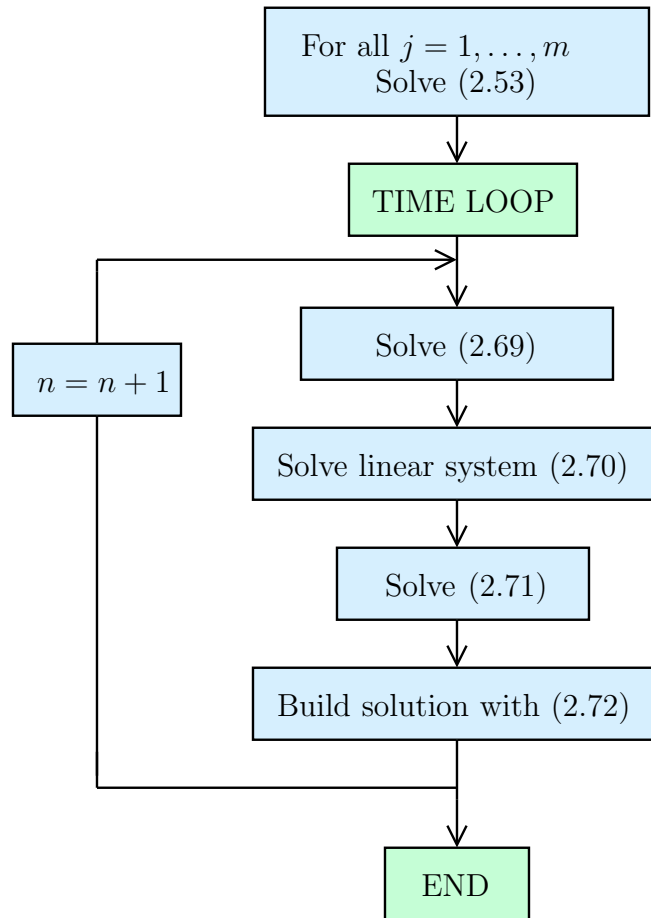 For all j = 1, . . . , m
Solve (2.53)
TIME LOOP
Solve (2.69)
n = n + 1
Solve linear system (2.70)
Solve (2.71)
Build solution with (2.72)
END